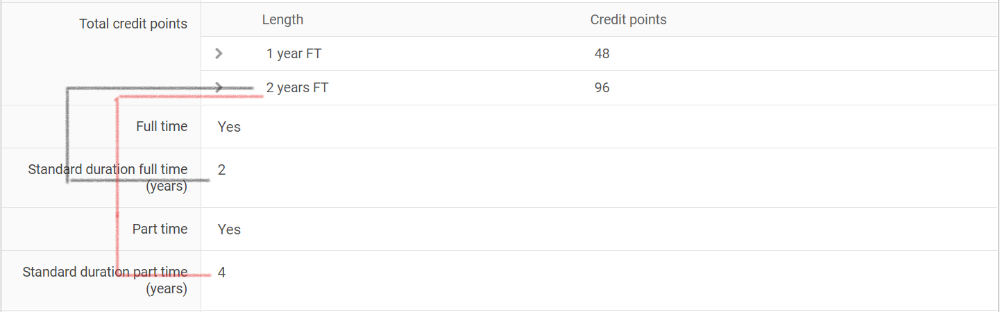 Total credit points
Length Credit points
1 year FT 48
2 years FT 96
Full time Yes
Standard duration full time 2
(years)
Part time Yes
Standard duration part time 4
(years)